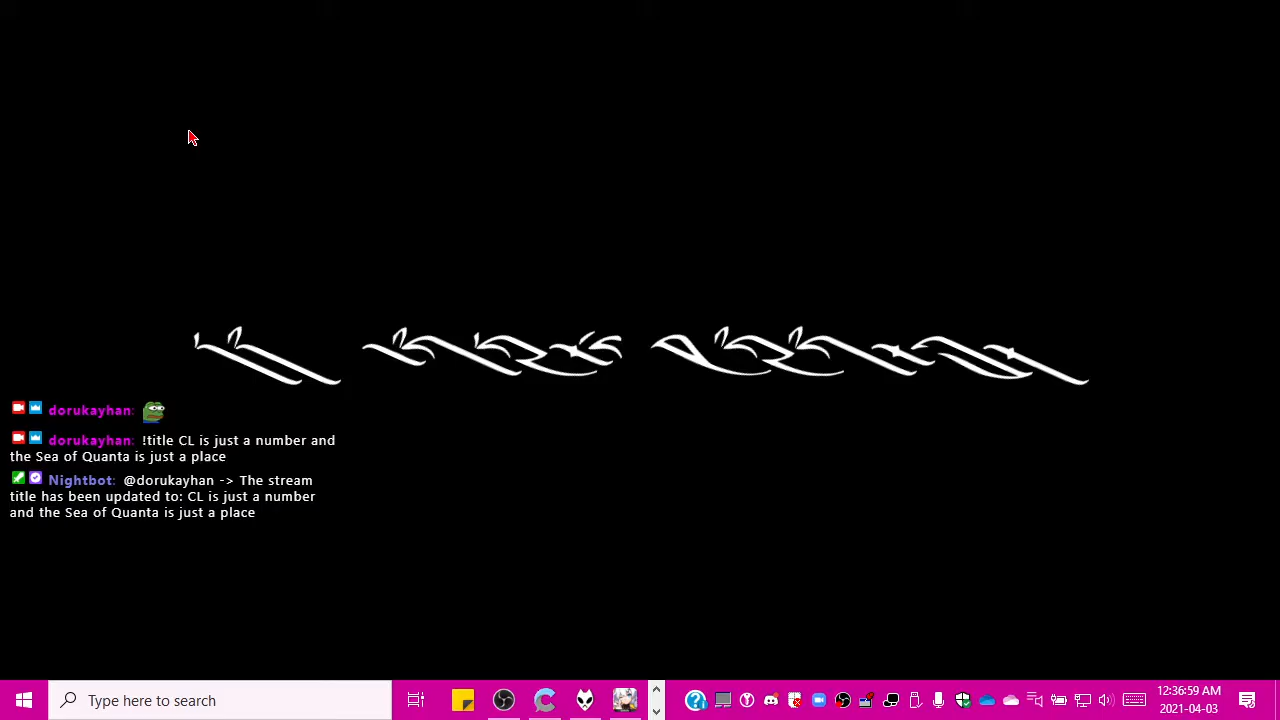 dorukayhan:
dorukayhan: !title CL is just a number and
the Sea of Quanta is just a place
Nightbot: @dorukayhan -> The stream
title has been updated to: CL is just a number
and the Sea of Quanta is just a place
Type here to search
12:36:59 AM
2021-04-03